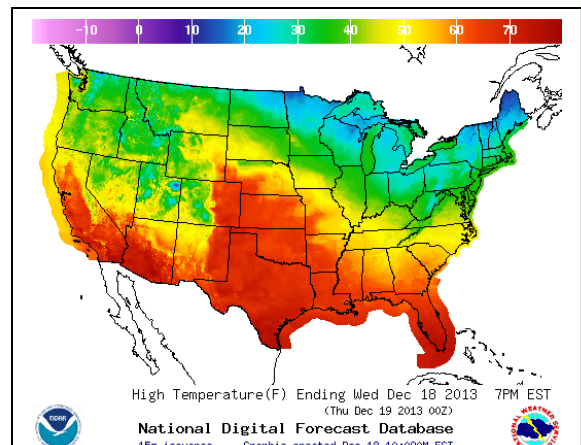 -10 0 10 20 30 40 50 60 70
High Temperature(F) Ending Wed Dec 18 2013 7PM EST
(Thu Dec 19 2013 00Z)
National Digital Forecast Database